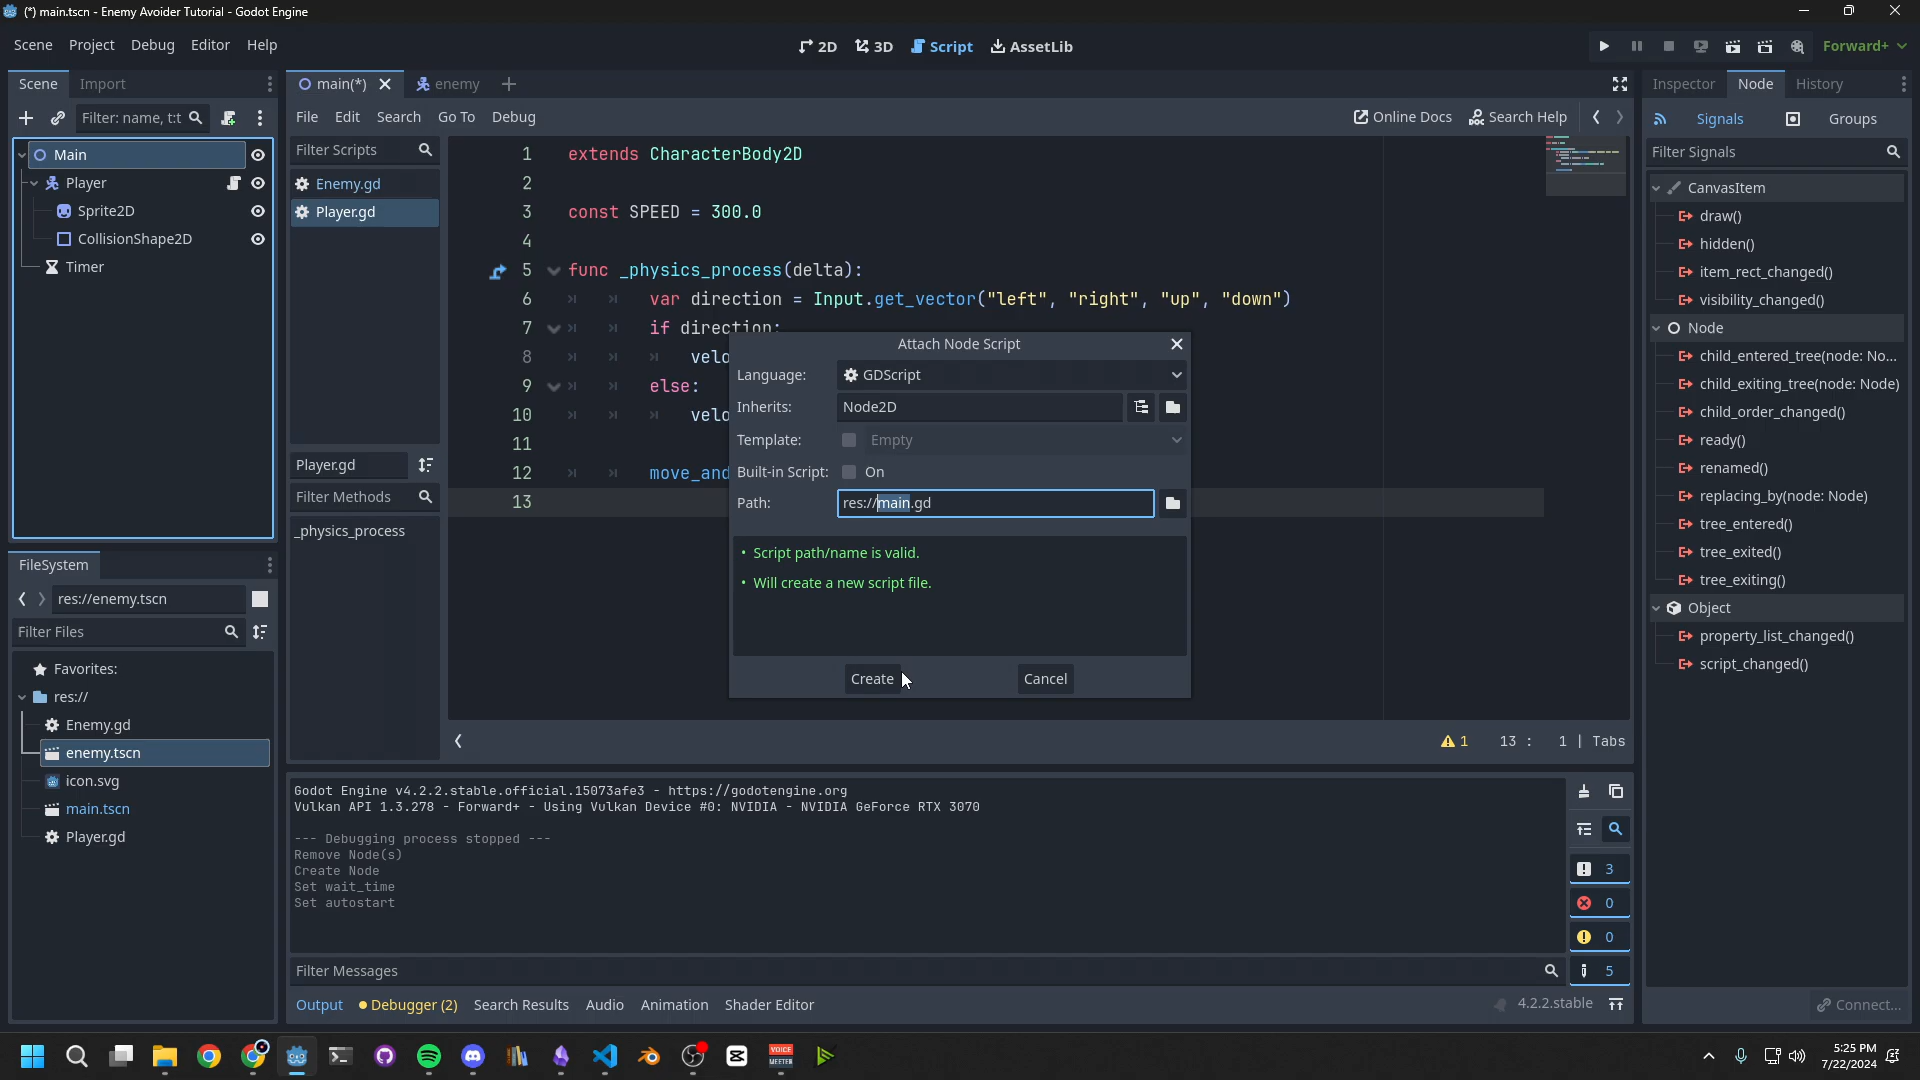 (*) main.tscn - Enemy Avoider Tutorial - Godot Engine
Scene Project Debug Editor Help
2D 3D Script AssetLib
Forward+
Scene Import
main(*) enemy
Inspector Node History
Filter: name, t:t
File Edit Search Go To Debug
Online Docs Search Help
Signals Groups
Filter Scripts
Filter Signals
Main
Player
Sprite2D
CollisionShape2D
Timer
Enemy.gd
Player.gd
1 extends CharacterBody2D
2
3 const SPEED = 300.0
4
5 func _physics_process(delta):
6 var direction = Input.get_vector("left", "right", "up", "down")
7 if direction:
8 velo
9 else:
10 velo
11
12 move_and
13
Player.gd
Filter Methods
_physics_process
Attach Node Script
Language: GDScript
Inherits: Node2D
Template: Empty
Built-in Script: On
Path: res://main.gd
• Script path/name is valid.
• Will create a new script file.
Create Cancel
1 13 : 1 | Tabs
CanvasItem
draw()
hidden()
item_rect_changed()
visibility_changed()
Node
child_entered_tree(node: No...
child_exiting_tree(node: Node)
child_order_changed()
ready()
renamed()
replacing_by(node: Node)
tree_entered()
tree_exited()
tree_exiting()
Object
property_list_changed()
script_changed()
Connect...
FileSystem
res://enemy.tscn
Filter Files
Favorites:
res://
Enemy.gd
enemy.tscn
icon.svg
main.tscn
Player.gd
Godot Engine v4.2.2.stable.official.15073afe3 - https://godotengine.org
Vulkan API 1.3.278 - Forward+ - Using Vulkan Device #0: NVIDIA - NVIDIA GeForce RTX 3070
--- Debugging process stopped ---
Remove Node(s)
Create Node
Set wait_time
Set autostart
3
0
0
5
Filter Messages
Output Debugger (2) Search Results Audio Animation Shader Editor
4.2.2.stable
VOICE
MEETER
5:25 PM
7/22/2024